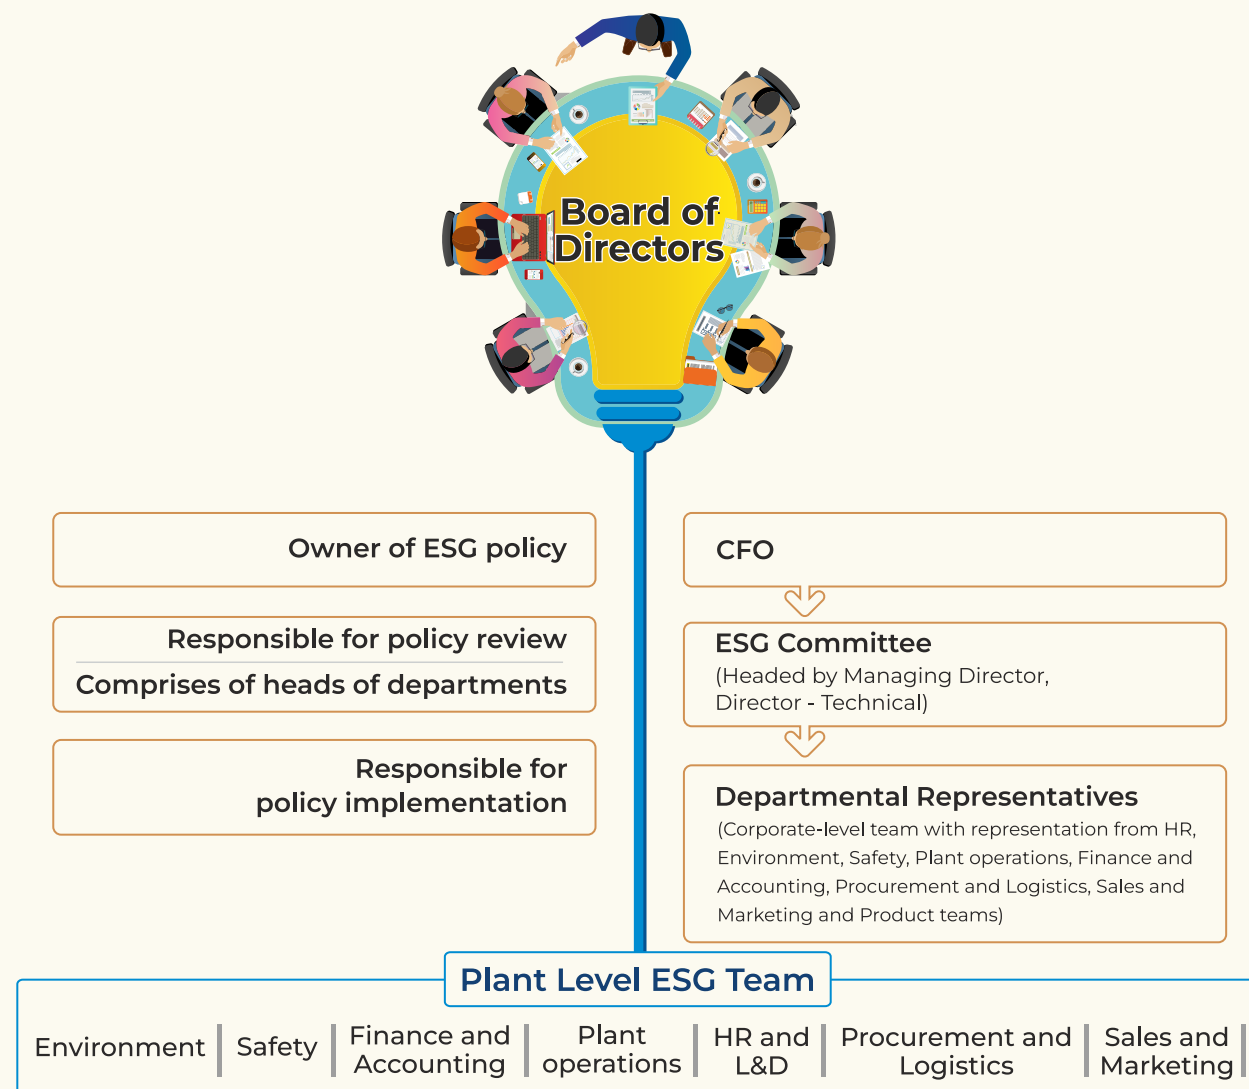 Board of
Directors
Owner of ESG policy
CFO
Responsible for policy review
Comprises of heads of departments
ESG Committee
(Headed by Managing Director,
Director - Technical)
Responsible for
policy implementation
Departmental Representatives
(Corporate-level team with representation from HR,
Environment, Safety, Plant operations, Finance and
Accounting, Procurement and Logistics, Sales and
Marketing and Product teams)
Plant Level ESG Team
Environment
Safety
Finance and
Accounting
Plant
operations
HR and
L&D
Procurement and
Logistics
Sales and
Marketing